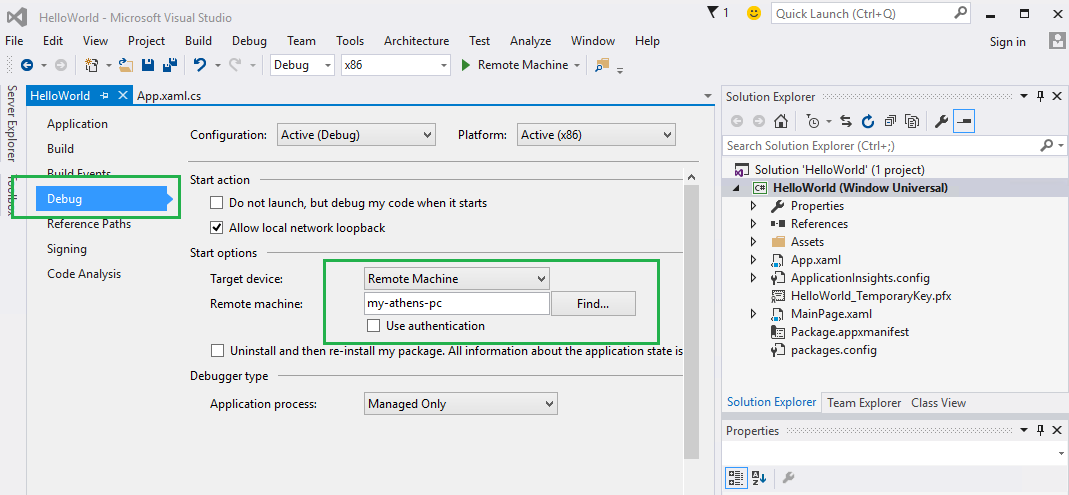 HelloWorld - Microsoft Visual Studio
1
Quick Launch (Ctrl+Q)
File Edit View Project Build Debug Team Tools Architecture Test Analyze Window Help
Sign in
Debug x86 Remote Machine
Server Explorer
Toolbox
HelloWorld App.xaml.cs
Application
Build
Build Events
Debug
Reference Paths
Signing
Code Analysis
Configuration: Active (Debug) Platform: Active (x86)
Start action
Do not launch, but debug my code when it starts
Allow local network loopback
Start options
Target device: Remote Machine
Remote machine: my-athens-pc Find...
Use authentication
Uninstall and then re-install my package. All information about the application state is
Debugger type
Application process: Managed Only
Solution Explorer
Search Solution Explorer (Ctrl+;)
Solution 'HelloWorld' (1 project)
C# HelloWorld (Window Universal)
Properties
References
Assets
App.xaml
ApplicationInsights.config
HelloWorld_TemporaryKey.pfx
MainPage.xaml
Package.appxmanifest
packages.config
Solution Explorer Team Explorer Class View
Properties